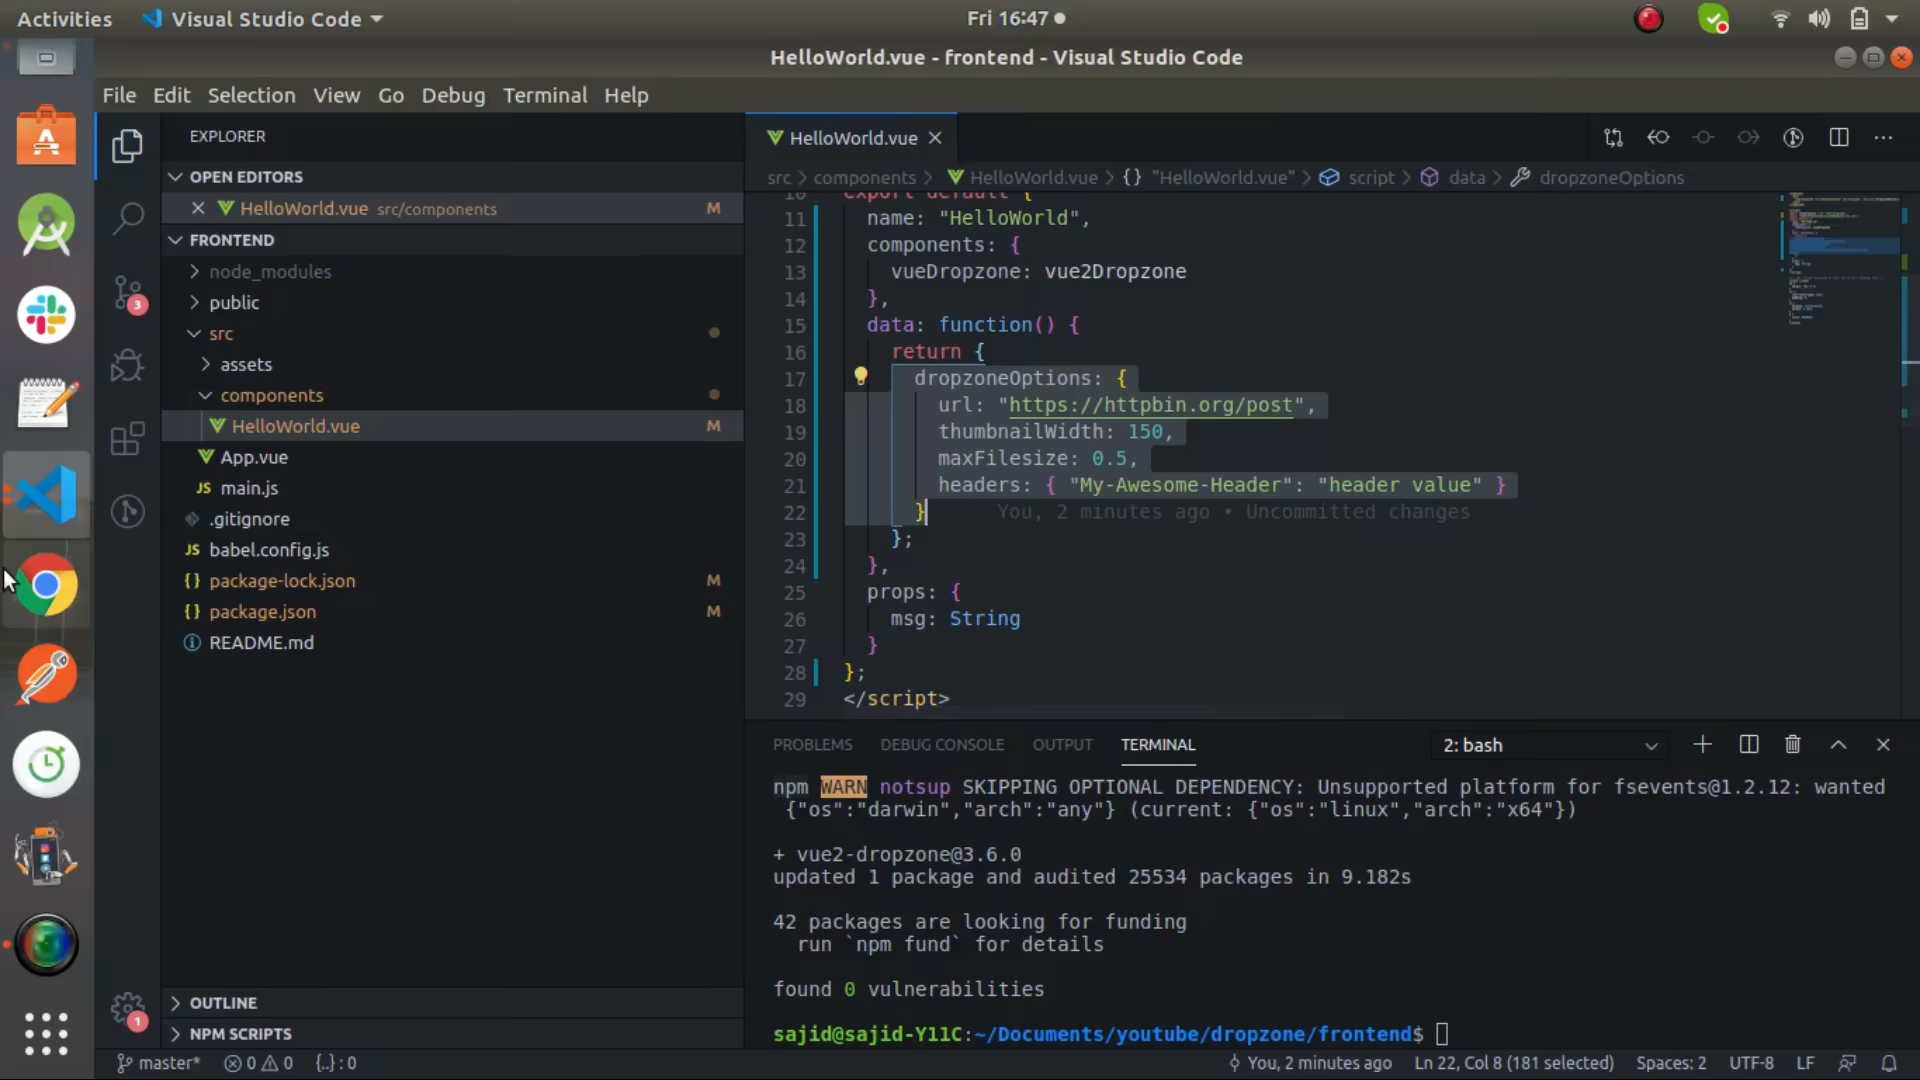 Activities
Visual Studio Code
Fri 16:47
HelloWorld.vue - frontend - Visual Studio Code
File Edit Selection View Go Debug Terminal Help
EXPLORER
OPEN EDITORS
HelloWorld.vue src/components M
FRONTEND
node_modules
public
src
assets
components
HelloWorld.vue M
App.vue
JS main.js
.gitignore
JS babel.config.js
{} package-lock.json M
{} package.json M
README.md
OUTLINE
NPM SCRIPTS
3
1
HelloWorld.vue
src > components > HelloWorld.vue > {} "HelloWorld.vue" > script > data > dropzoneOptions
10 export default {
11 name: "HelloWorld",
12 components: {
13 vueDropzone: vue2Dropzone
14 },
15 data: function() {
16 return {
17 dropzoneOptions: {
18 url: "https://httpbin.org/post",
19 thumbnailWidth: 150,
20 maxFilesize: 0.5,
21 headers: { "My-Awesome-Header": "header value" }
22 } You, 2 minutes ago • Uncommitted changes
23 };
24 },
25 props: {
26 msg: String
27 }
28 };
29 </script>
PROBLEMS DEBUG CONSOLE OUTPUT TERMINAL
2: bash
npm WARN notsup SKIPPING OPTIONAL DEPENDENCY: Unsupported platform for fsevents@1.2.12: wanted
{"os":"darwin","arch":"any"} (current: {"os":"linux","arch":"x64"})
+ vue2-dropzone@3.6.0
updated 1 package and audited 25534 packages in 9.182s
42 packages are looking for funding
run `npm fund` for details
found 0 vulnerabilities
sajid@sajid-Y11C:~/Documents/youtube/dropzone/frontend$
master* 0 0 {..} : 0
You, 2 minutes ago Ln 22, Col 8 (181 selected) Spaces: 2 UTF-8 LF